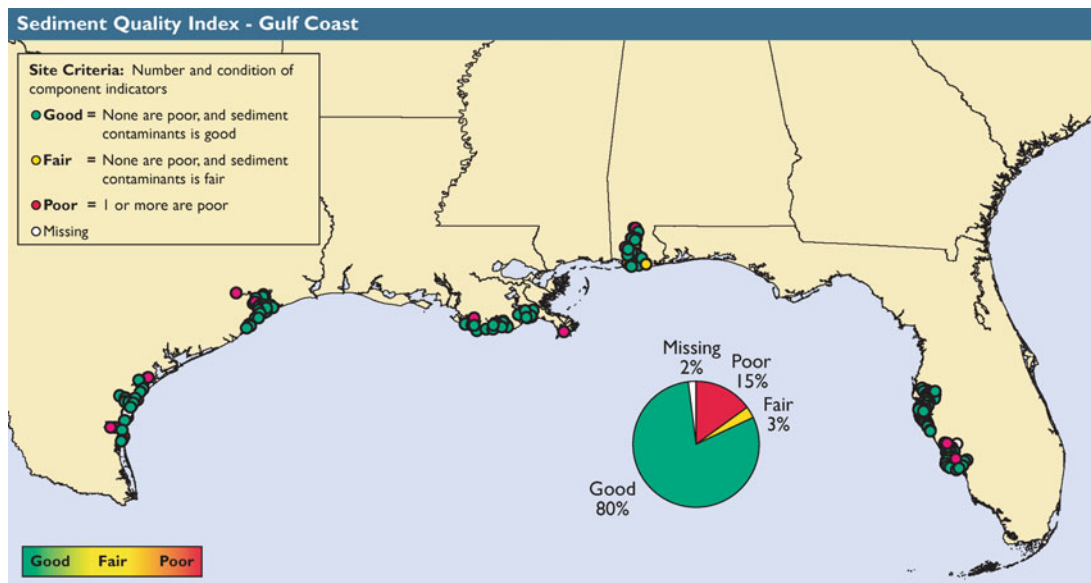 Sediment Quality Index - Gulf Coast
Site Criteria: Number and condition of
component indicators
Good = None are poor, and sediment
contaminants is good
Fair = None are poor, and sediment
contaminants is fair
Poor = 1 or more are poor
Missing
Missing
2%
Poor
15%
Fair
3%
Good
80%
Good Fair Poor